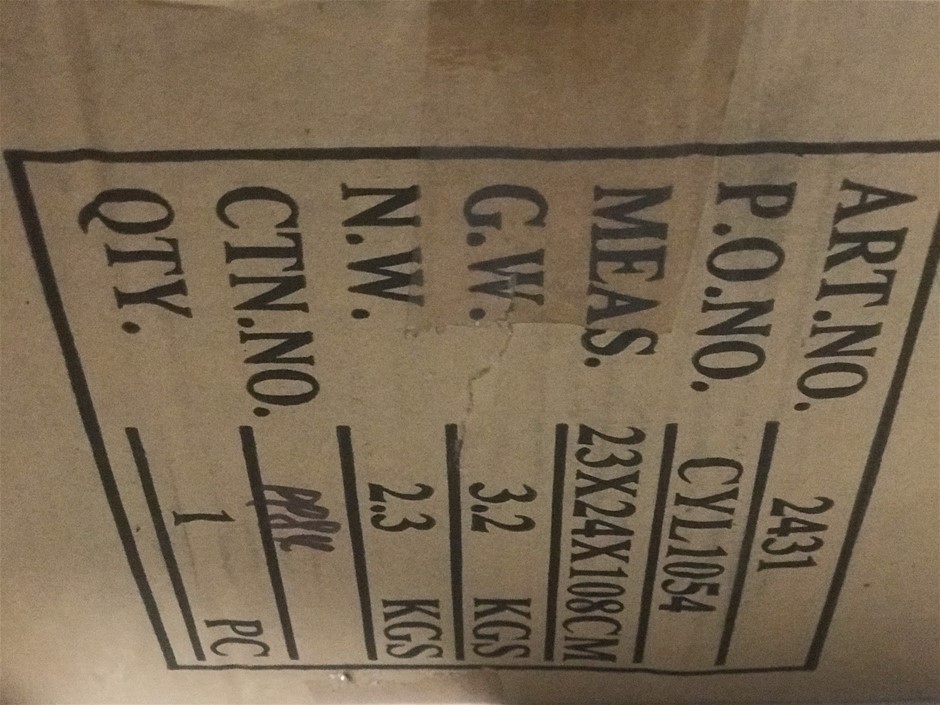 ART.NO. 2431
P.O.NO. CYL1054
MEAS. 23X24X108CM
G.W. 3.2 KGS
N.W. 2.3 KGS
CTN.NO.
QTY. 1 PC